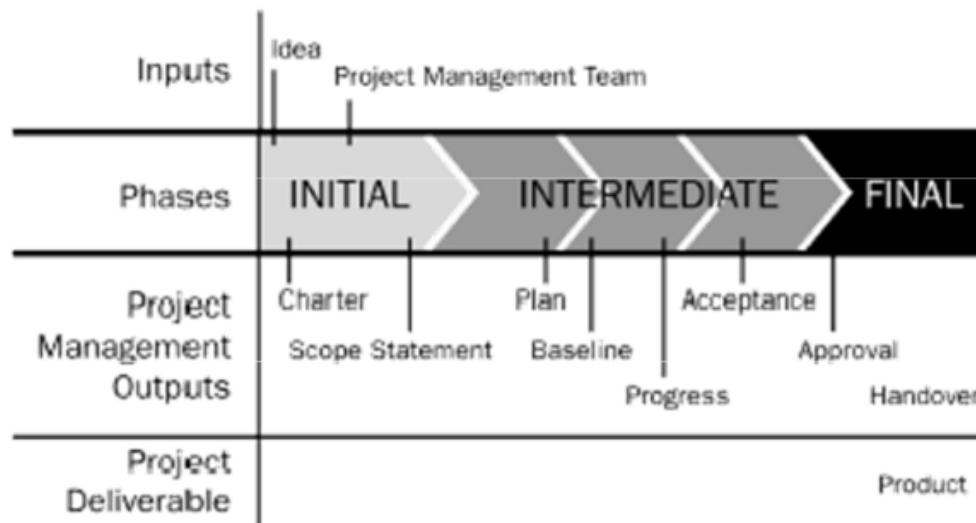 Idea
Inputs
Project Management Team
Phases
INITIAL
INTERMEDIATE
FINAL
Project
Management
Outputs
Charter
Plan
Acceptance
Scope Statement
Baseline
Approval
Progress
Handover
Project
Deliverable
Product